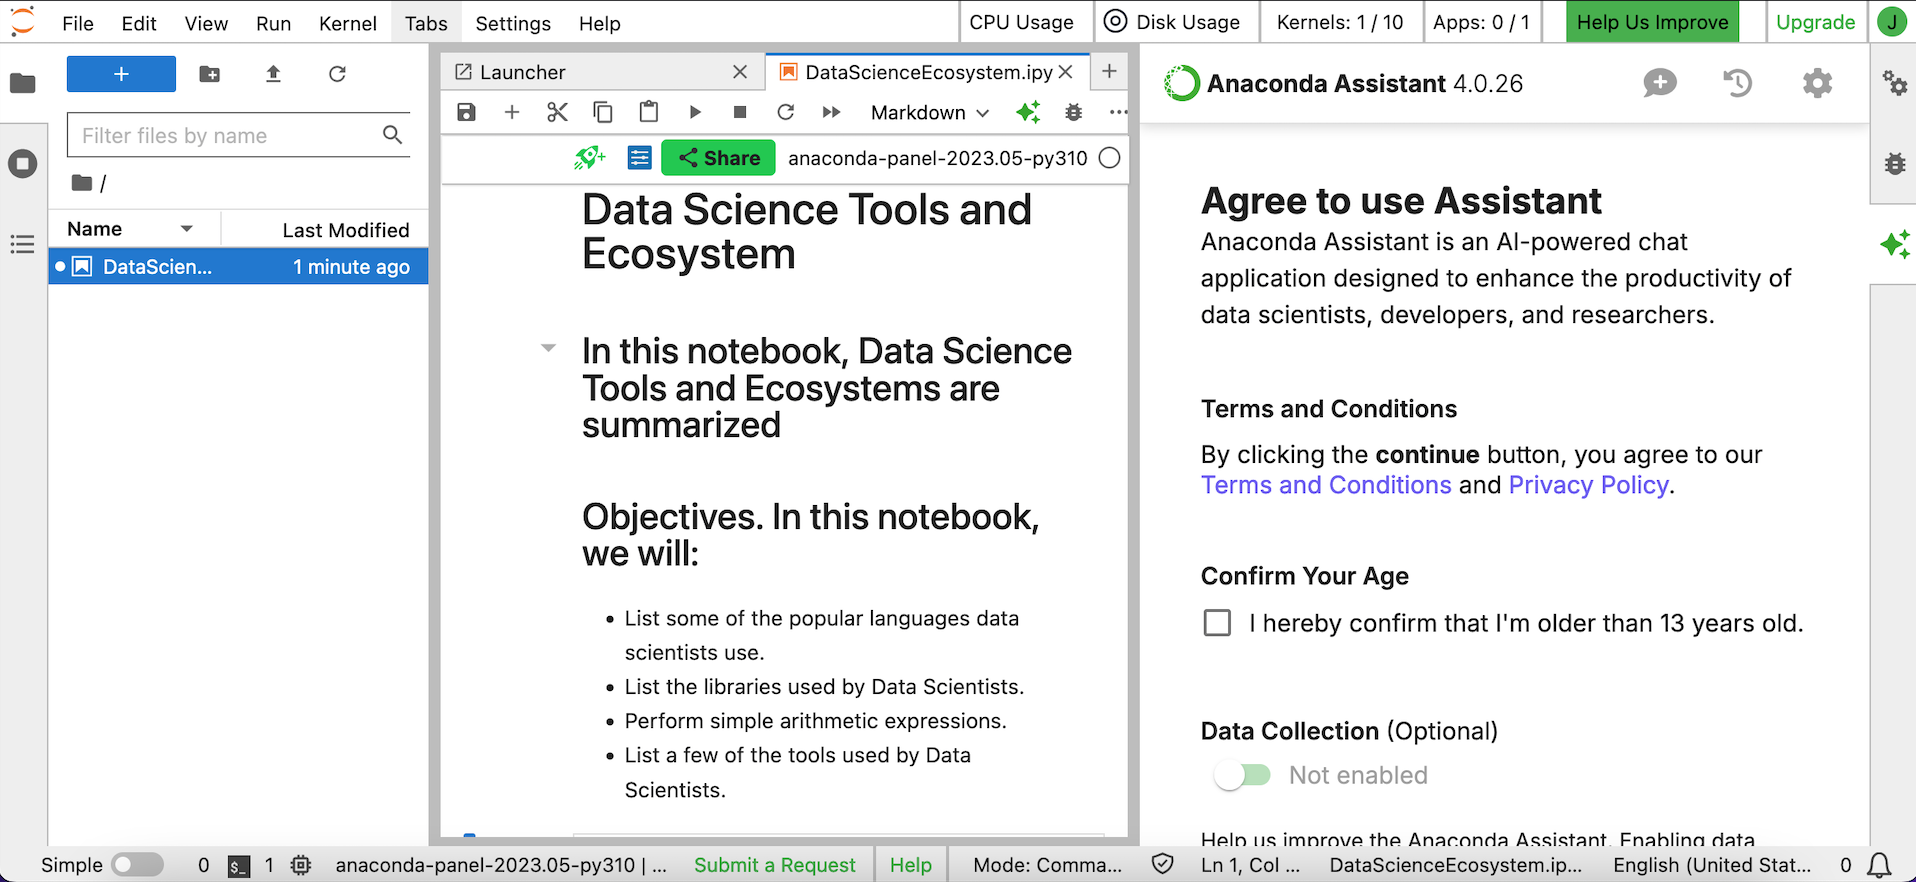 File Edit View Run Kernel Tabs Settings Help CPU Usage Disk Usage Kernels: 1 / 10 Apps: 0 / 1 Help Us Improve Upgrade J
+
Filter files by name
/
Name Last Modified
DataScien... 1 minute ago
Launcher DataScienceEcosystem.ipy
Markdown
Share anaconda-panel-2023.05-py310
Data Science Tools and
Ecosystem
In this notebook, Data Science
Tools and Ecosystems are
summarized
Objectives. In this notebook,
we will:
• List some of the popular languages data
scientists use.
• List the libraries used by Data Scientists.
• Perform simple arithmetic expressions.
• List a few of the tools used by Data
Scientists.
Anaconda Assistant 4.0.26
Agree to use Assistant
Anaconda Assistant is an AI-powered chat
application designed to enhance the productivity of
data scientists, developers, and researchers.
Terms and Conditions
By clicking the continue button, you agree to our
Terms and Conditions and Privacy Policy.
Confirm Your Age
I hereby confirm that I'm older than 13 years old.
Data Collection (Optional)
Not enabled
Help us improve the Anaconda Assistant. Enabling data
Simple 0 $_ 1 anaconda-panel-2023.05-py310 | ... Submit a Request Help Mode: Comma... Ln 1, Col ... DataScienceEcosystem.ip... English (United Stat... 0